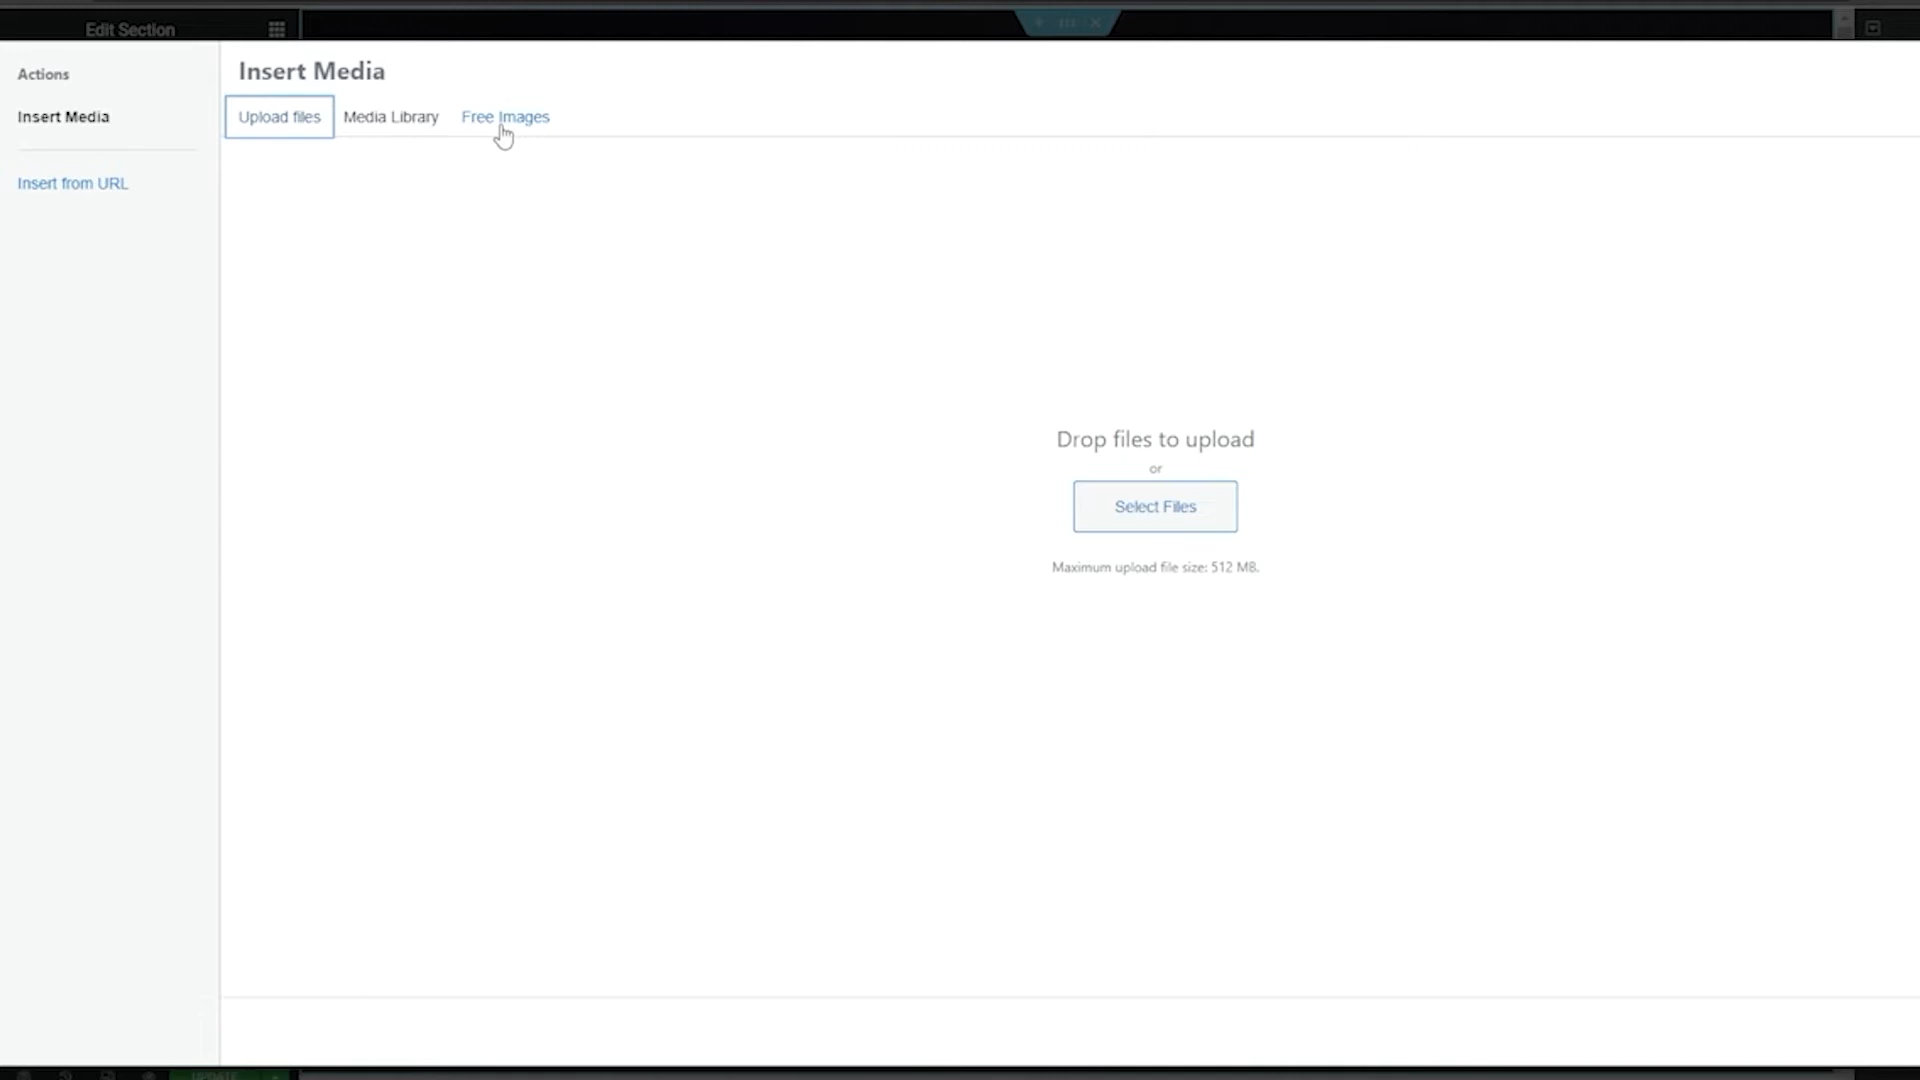 Edit Section
Actions
Insert Media
Insert from URL
Insert Media
Upload files Media Library Free Images
Drop files to upload
or
Select Files
Maximum upload file size: 512 MB.
UPDATE